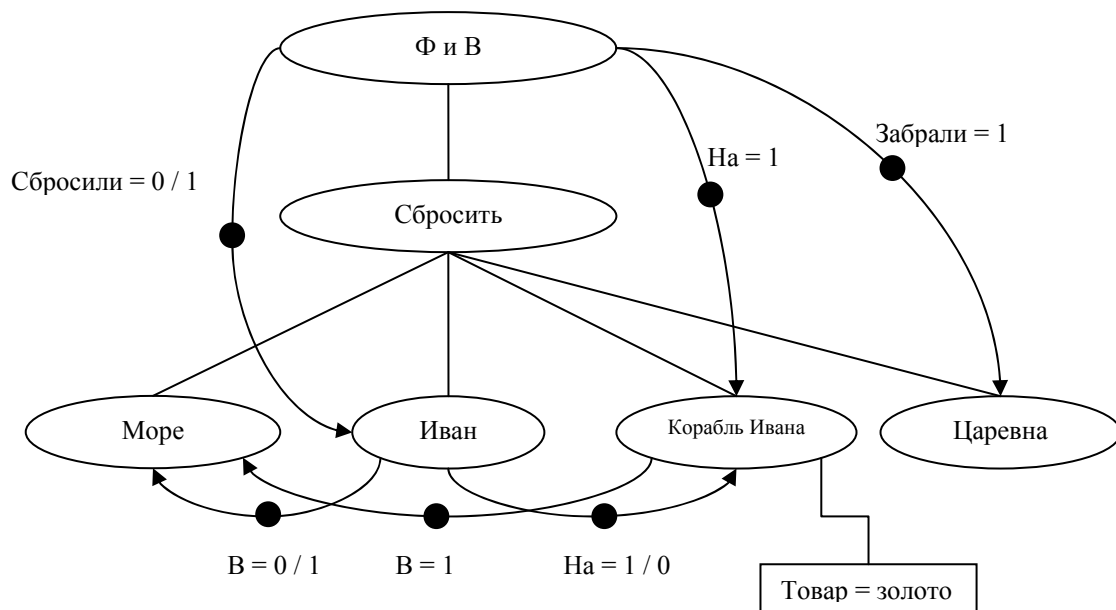 Ф и В
Забрали = 1
На = 1
Сбросили = 0 / 1
Сбросить
Море
Иван
Корабль Ивана
Царевна
В = 0 / 1
В = 1
На = 1 / 0
Товар = золото